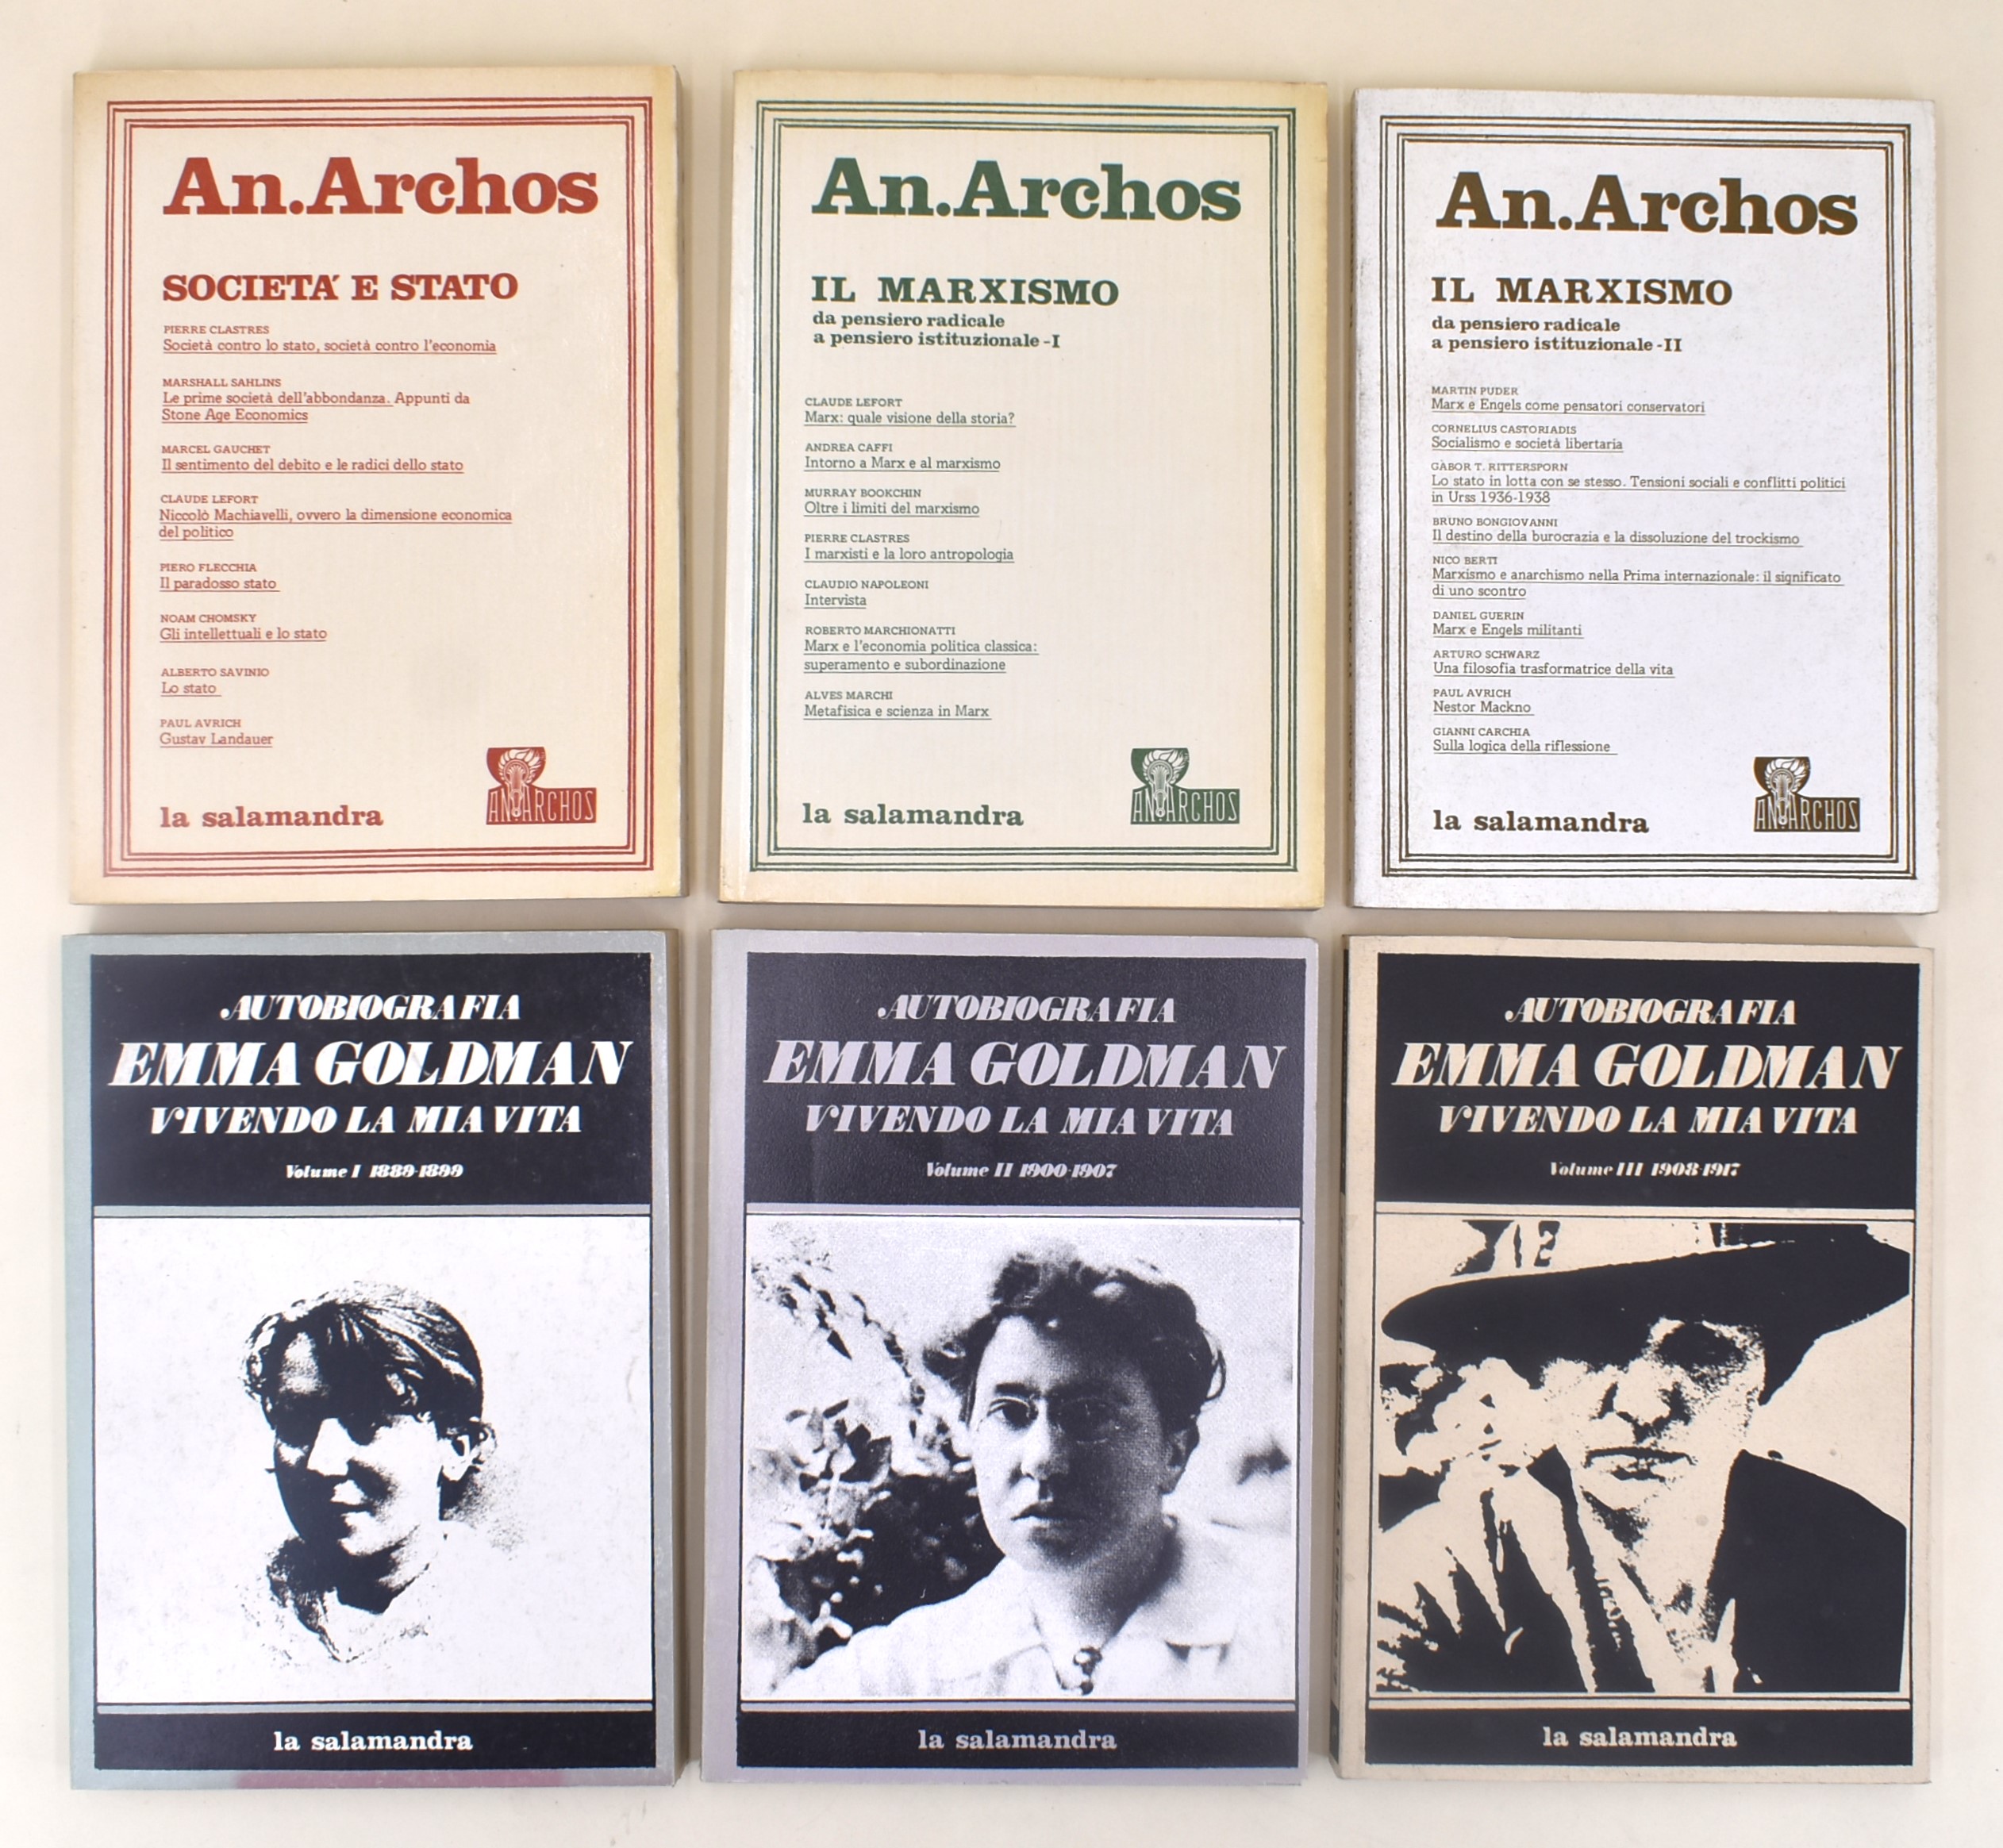 An.Archos
SOCIETA' E STATO
PIERRE CLASTRES
Società contro lo stato, società contro l'economia
MARSHALL SAHLINS
Le prime società dell'abbondanza. Appunti da
Stone Age Economics
MARCEL GAUCHET
Il sentimento del debito e le radici dello stato
CLAUDE LEFORT
Niccolò Machiavelli, ovvero la dimensione economica
del politico
PIERO FLECCHIA
Il paradosso stato
NOAM CHOMSKY
Gli intellettuali e lo stato
ALBERTO SAVINIO
Lo stato
PAUL AVRICH
Gustav Landauer
la salamandra
ANARCHOS
An.Archos
IL MARXISMO
da pensiero radicale
a pensiero istituzionale -I
CLAUDE LEFORT
Marx: quale visione della storia?
ANDREA CAFFI
Intorno a Marx e al marxismo
MURRAY BOOKCHIN
Oltre i limiti del marxismo
PIERRE CLASTRES
I marxisti e la loro antropologia
CLAUDIO NAPOLEONI
Intervista
ROBERTO MARCHIONATTI
Marx e l'economia politica classica:
superamento e subordinazione
ALVES MARCHI
Metafisica e scienza in Marx
la salamandra
ANARCHOS
An.Archos
IL MARXISMO
da pensiero radicale
a pensiero istituzionale -II
MARTIN PUDER
Marx e Engels come pensatori conservatori
CORNELIUS CASTORIADIS
Socialismo e società libertaria
GÀBOR T. RITTERSPORN
Lo stato in lotta con se stesso. Tensioni sociali e conflitti politici
in Urss 1936-1938
BRUNO BONGIOVANNI
Il destino della burocrazia e la dissoluzione del trockismo
NICO BERTI
Marxismo e anarchismo nella Prima internazionale: il significato
di uno scontro
DANIEL GUERIN
Marx e Engels militanti
ARTURO SCHWARZ
Una filosofia trasformatrice della vita
PAUL AVRICH
Nestor Mackno
GIANNI CARCHIA
Sulla logica della riflessione
la salamandra
ANARCHOS
AUTOBIOGRAFIA
EMMA GOLDMAN
VIVENDO LA MIA VITA
Volume I 1889-1899
la salamandra
AUTOBIOGRAFIA
EMMA GOLDMAN
VIVENDO LA MIA VITA
Volume II 1900-1907
la salamandra
AUTOBIOGRAFIA
EMMA GOLDMAN
VIVENDO LA MIA VITA
Volume III 1908-1917
la salamandra